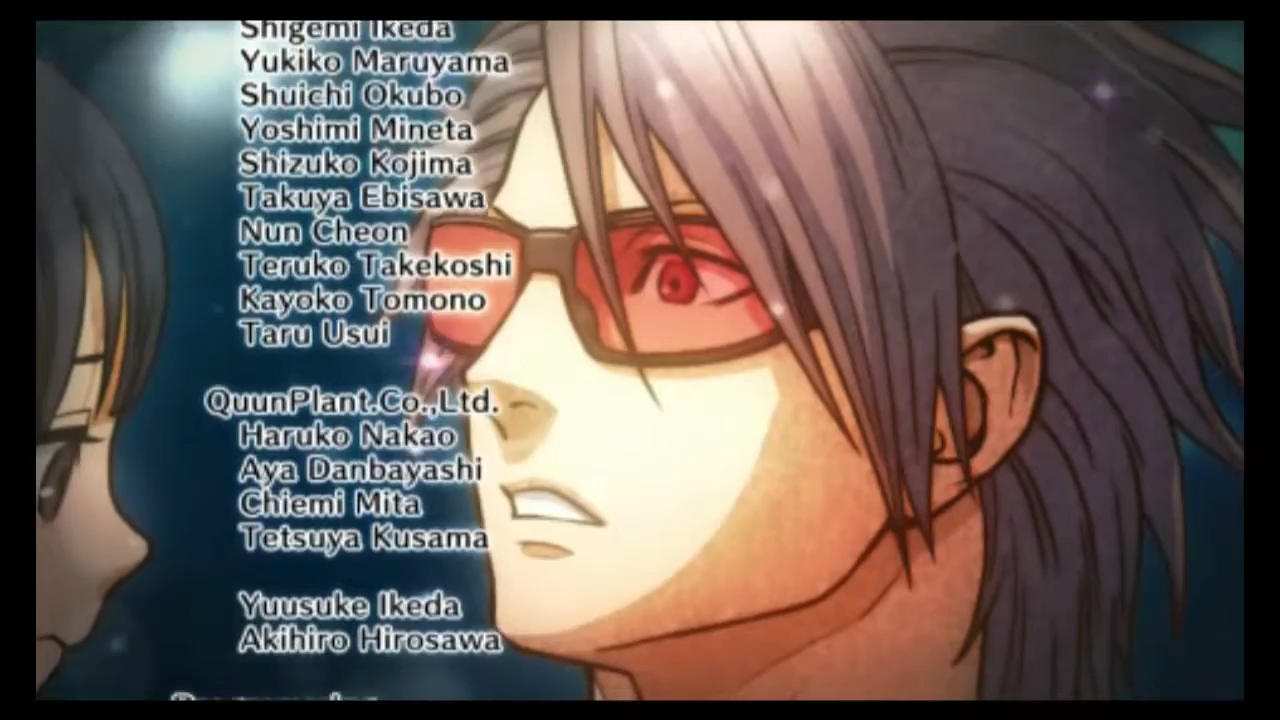 Shigemi Ikeda
Yukiko Maruyama
Shuichi Okubo
Yoshimi Mineta
Shizuko Kojima
Takuya Ebisawa
Nun Cheon
Teruko Takekoshi
Kayoko Tomono
Taru Usui
QuunPlant.Co.,Ltd.
Haruko Nakao
Aya Danbayashi
Chiemi Mita
Tetsuya Kusama
Yuusuke Ikeda
Akihiro Hirosawa